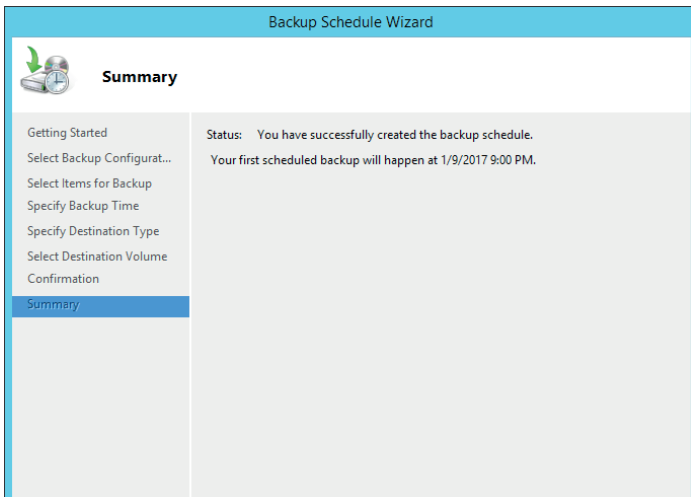 Backup Schedule Wizard
Summary
Getting Started
Select Backup Configurat...
Select Items for Backup
Specify Backup Time
Specify Destination Type
Select Destination Volume
Confirmation
Summary
Status: You have successfully created the backup schedule.
Your first scheduled backup will happen at 1/9/2017 9:00 PM.